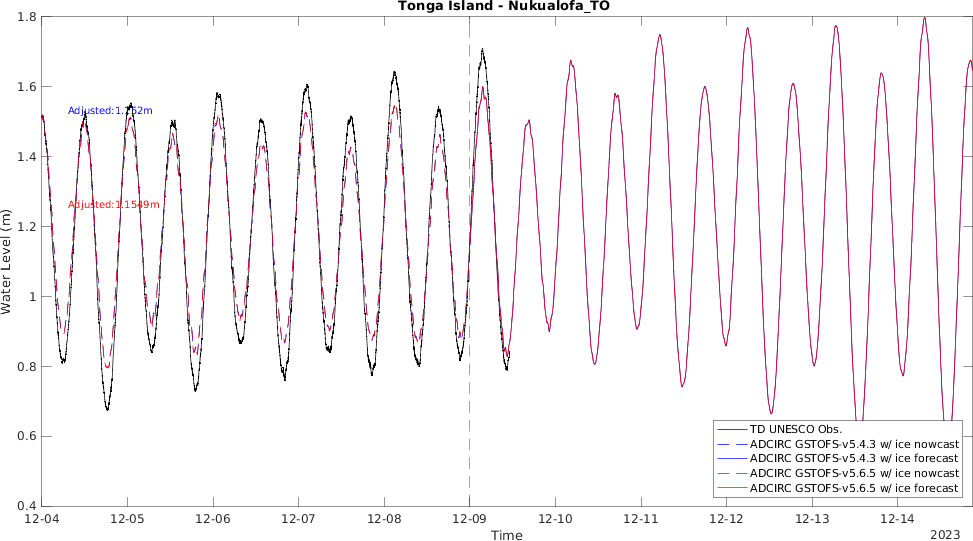 Tonga Island - Nukualofa_TO
1.8
1.6
1.4
1.2
1
0.8
0.6
0.4
Water Level (m)
Adjusted:1.152m
Adjusted:1.1549m
TD UNESCO Obs.
ADCIRC GSTOFS-v5.4.3 w/ ice nowcast
ADCIRC GSTOFS-v5.4.3 w/ ice forecast
ADCIRC GSTOFS-v5.6.5 w/ ice nowcast
ADCIRC GSTOFS-v5.6.5 w/ ice forecast
12-04 12-05 12-06 12-07 12-08 12-09 12-10 12-11 12-12 12-13 12-14
Time
2023